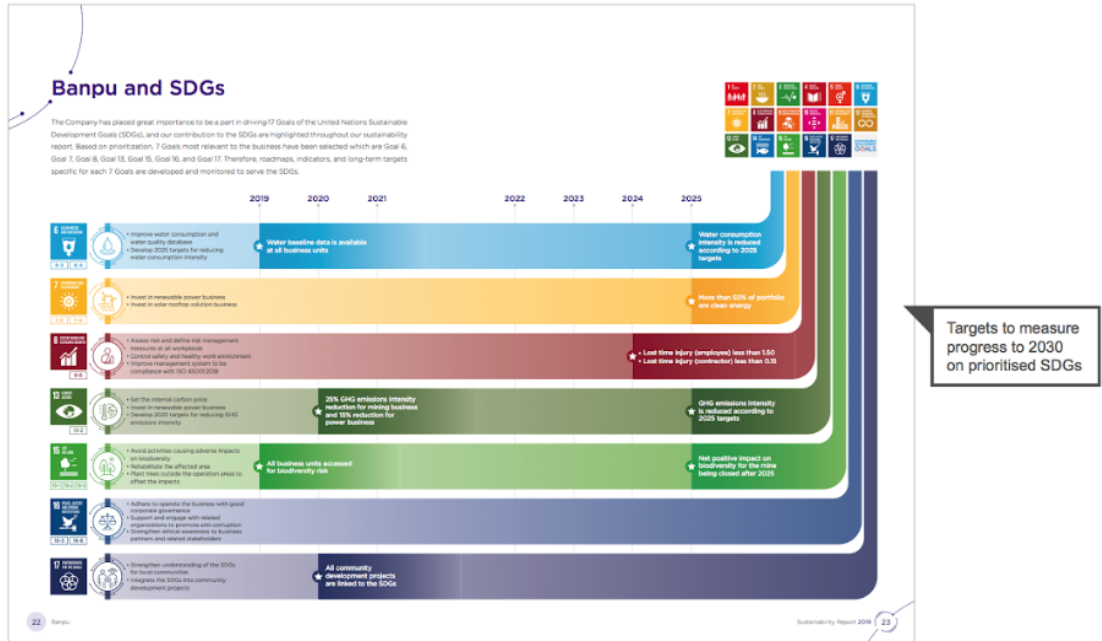 Banpu and SDGs
The Company has placed great importance to be a part in driving 17 Goals of the United Nations Sustainable
Development Goals (SDGs), and our contribution to the SDGs are highlighted throughout our sustainability
report. Based on prioritization, 7 Goals most relevant to the business have been selected which are Goal 6,
Goal 7, Goal 8, Goal 13, Goal 15, Goal 16, and Goal 17. Therefore, roadmaps, indicators, and long-term targets
specific for each 7 Goals are developed and monitored to serve the SDGs.
2019 2020 2021 2022 2023 2024 2025
6
• Improve water consumption and
water quality database
• Develop 2025 targets for reducing
water consumption intensity
Water baseline data is available
at all business units
Water consumption
intensity is reduced
according to 2025
targets
7
• Invest in renewable power business
• Invest in solar rooftop solution business
More than 50% of portfolio
are clean energy
8
• Assess risk and define risk management
measures at all workplaces
• Control safety and healthy work environment
• Improve management system to be
compliance with ISO 45001:2018
• Lost time injury (employee) less than 1.50
• Lost time injury (contractor) less than 0.15
13
• Set the internal carbon price
• Invest in renewable power business
• Develop 2025 targets for reducing GHG
emissions intensity
25% GHG emissions intensity
reduction for mining business
and 15% reduction for
power business
GHG emissions intensity
is reduced according to
2025 targets
15
• Avoid activities causing adverse impacts
on biodiversity
• Rehabilitate the affected area
• Plant trees outside the operation areas to
offset the impacts
All business units accessed
for biodiversity risk
Net positive impact on
biodiversity for the mine
being closed after 2025
16
• Adhere to operate the business with good
corporate governance
• Support and engage with related
organizations to promote anti-corruption
• Strengthen ethical awareness to business
partners and related stakeholders
17
• Strengthen understanding of the SDGs
for local communities
• Integrate the SDGs into community
development projects
All community
development projects
are linked to the SDGs
22 Banpu
Sustainability Report 2019 23
Targets to measure
progress to 2030
on prioritised SDGs